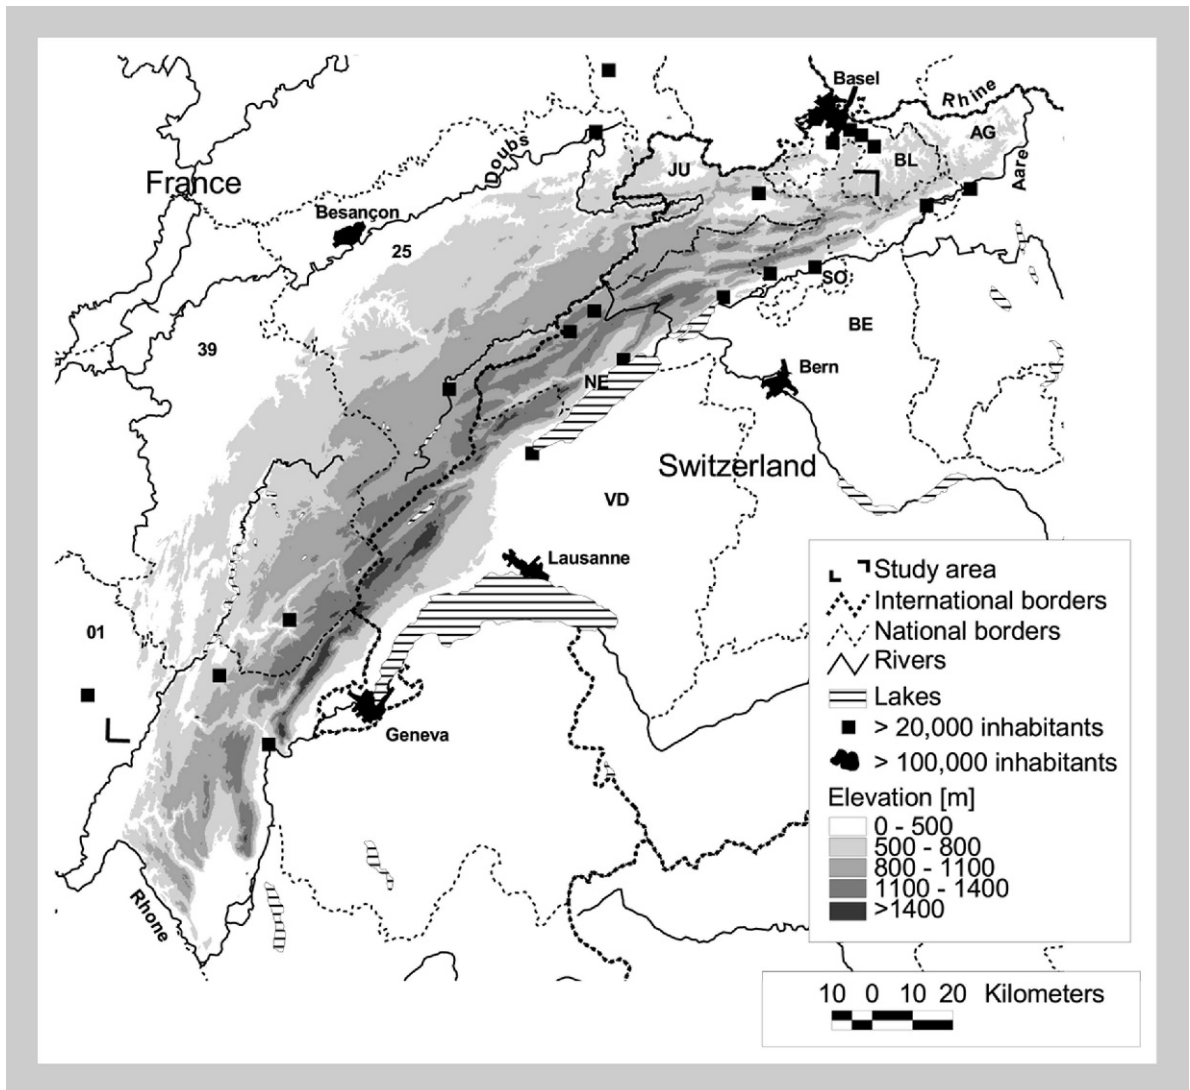 Basel
Rhine
AG
Doubs
JU
BL
Aare
France
Besançon
25
SO
BE
39
Bern
NE
Switzerland
VD
Lausanne
01
Geneva
Rhone
Study area
International borders
National borders
Rivers
Lakes
> 20,000 inhabitants
> 100,000 inhabitants
Elevation [m]
0 - 500
500 - 800
800 - 1100
1100 - 1400
>1400
10 0 10 20 Kilometers